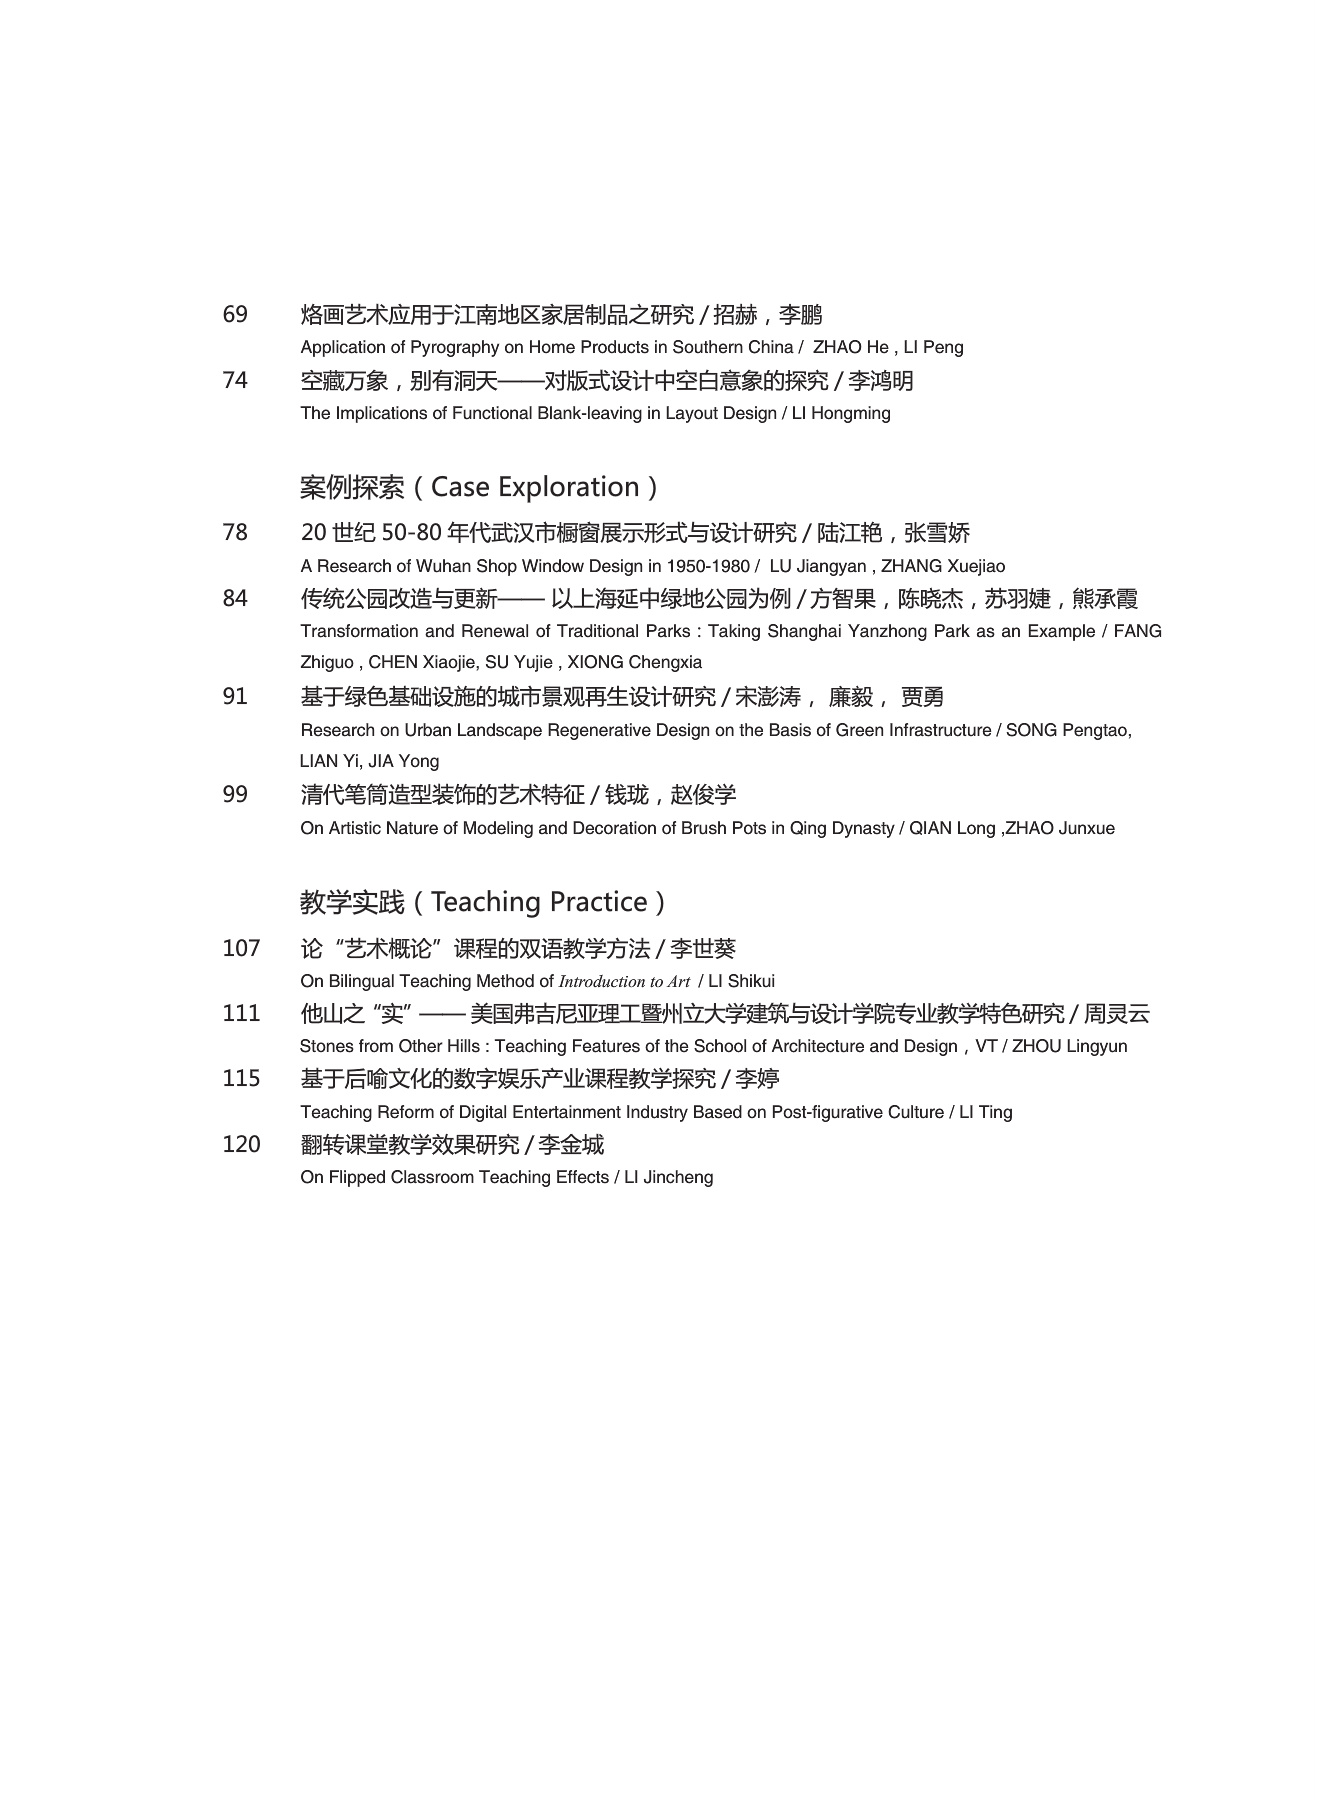 69 烙画艺术应用于江南地区家居制品之研究 / 招赫，李鹏
Application of Pyrography on Home Products in Southern China / ZHAO He , LI Peng
74 空藏万象，别有洞天——对版式设计中空白意象的探究 / 李鸿明
The Implications of Functional Blank-leaving in Layout Design / LI Hongming
案例探索（Case Exploration）
78 20 世纪 50-80 年代武汉市橱窗展示形式与设计研究 / 陆江艳，张雪娇
A Research of Wuhan Shop Window Design in 1950-1980 / LU Jiangyan , ZHANG Xuejiao
84 传统公园改造与更新—— 以上海延中绿地公园为例 / 方智果，陈晓杰，苏羽婕，熊承霞
Transformation and Renewal of Traditional Parks : Taking Shanghai Yanzhong Park as an Example / FANG
Zhiguo , CHEN Xiaojie, SU Yujie , XIONG Chengxia
91 基于绿色基础设施的城市景观再生设计研究 / 宋澎涛， 廉毅， 贾勇
Research on Urban Landscape Regenerative Design on the Basis of Green Infrastructure / SONG Pengtao,
LIAN Yi, JIA Yong
99 清代笔筒造型装饰的艺术特征 / 钱珑，赵俊学
On Artistic Nature of Modeling and Decoration of Brush Pots in Qing Dynasty / QIAN Long ,ZHAO Junxue
教学实践（Teaching Practice）
107 论“艺术概论”课程的双语教学方法 / 李世葵
On Bilingual Teaching Method of Introduction to Art / LI Shikui
111 他山之“实”—— 美国弗吉尼亚理工暨州立大学建筑与设计学院专业教学特色研究 / 周灵云
Stones from Other Hills : Teaching Features of the School of Architecture and Design，VT / ZHOU Lingyun
115 基于后喻文化的数字娱乐产业课程教学探究 / 李婷
Teaching Reform of Digital Entertainment Industry Based on Post-figurative Culture / LI Ting
120 翻转课堂教学效果研究 / 李金城
On Flipped Classroom Teaching Effects / LI Jincheng